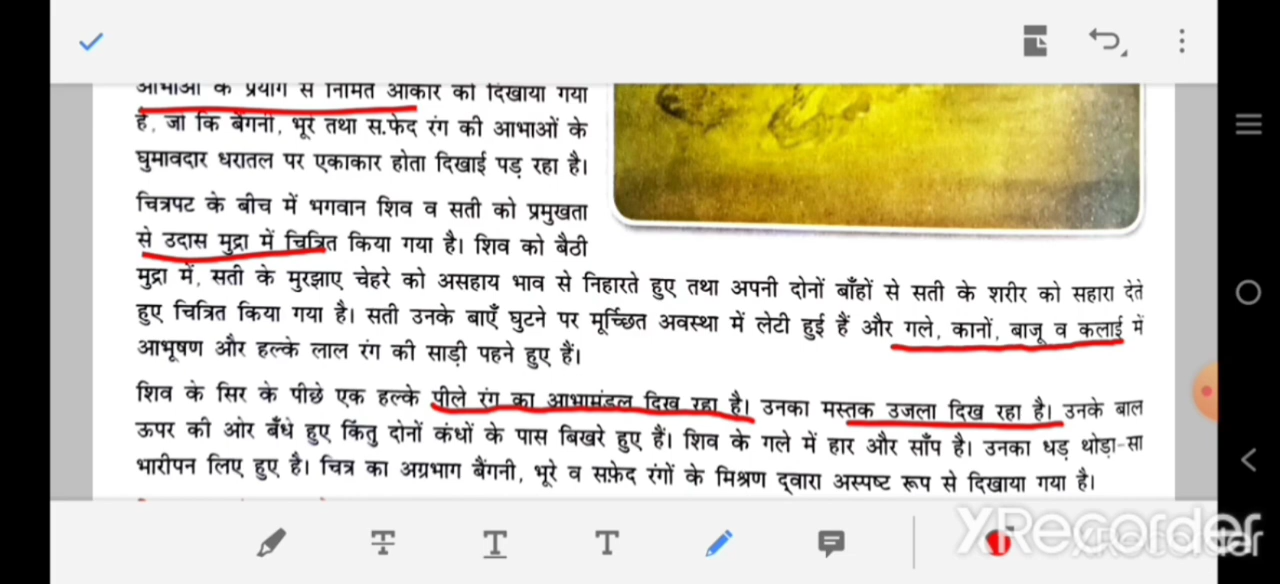 आभाओं के प्रयोग से निर्मित आकार को दिखाया गया
है, जो कि बैंगनी, भूरे तथा स.फेद रंग की आभाओं के
घुमावदार धरातल पर एकाकार होता दिखाई पड़ रहा है।
चित्रपट के बीच में भगवान शिव व सती को प्रमुखता
से उदास मुद्रा में चित्रित किया गया है। शिव को बैठी
मुद्रा में, सती के मुरझाए चेहरे को असहाय भाव से निहारते हुए तथा अपनी दोनों बाँहों से सती के शरीर को सहारा देते
हुए चित्रित किया गया है। सती उनके बाएँ घुटने पर मूर्च्छित अवस्था में लेटी हुई हैं और गले, कानों, बाजू व कलाई में
आभूषण और हल्के लाल रंग की साड़ी पहने हुए हैं।
शिव के सिर के पीछे एक हल्के पीले रंग का आभामंडल दिख रहा है। उनका मस्तक उजला दिख रहा है। उनके बाल
ऊपर की ओर बँधे हुए किंतु दोनों कंधों के पास बिखरे हुए हैं। शिव के गले में हार और साँप है। उनका धड़ थोड़ा-सा
भारीपन लिए हुए है। चित्र का अग्रभाग बैंगनी, भूरे व सफ़ेद रंगों के मिश्रण द्वारा अस्पष्ट रूप से दिखाया गया है।
T T T
XRecorder